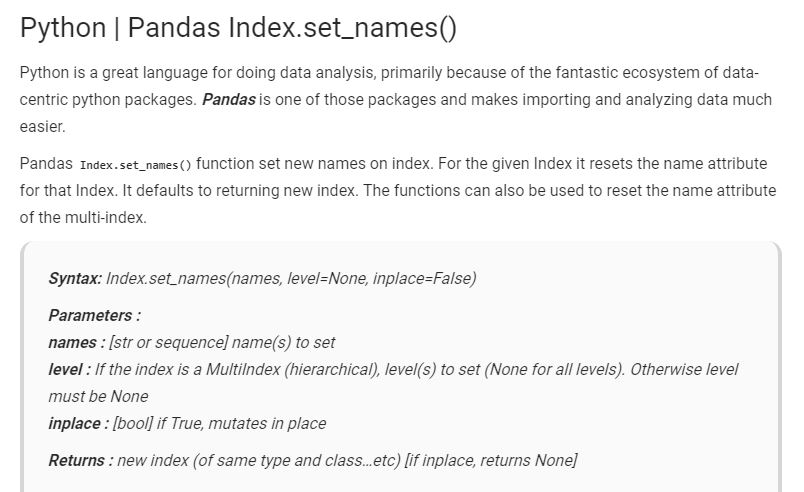 Python | Pandas Index.set_names()
Python is a great language for doing data analysis, primarily because of the fantastic ecosystem of data-
centric python packages. Pandas is one of those packages and makes importing and analyzing data much
easier.
Pandas Index.set_names() function set new names on index. For the given Index it resets the name attribute
for that Index. It defaults to returning new index. The functions can also be used to reset the name attribute
of the multi-index.
Syntax: Index.set_names(names, level=None, inplace=False)
Parameters :
names : [str or sequence] name(s) to set
level : If the index is a MultiIndex (hierarchical), level(s) to set (None for all levels). Otherwise level
must be None
inplace : [bool] if True, mutates in place
Returns : new index (of same type and class…etc) [if inplace, returns None]